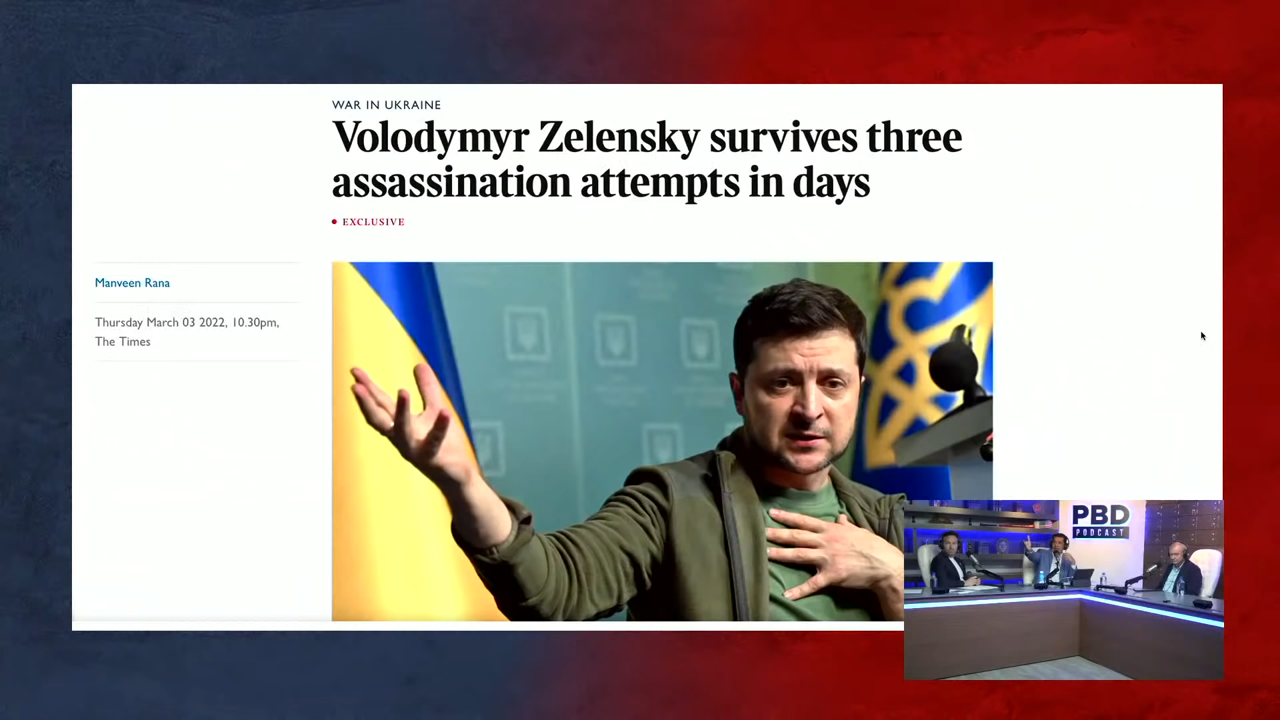 WAR IN UKRAINE
Volodymyr Zelensky survives three
assassination attempts in days
• EXCLUSIVE
Manveen Rana
Thursday March 03 2022, 10.30pm,
The Times
PBD
PODCAST